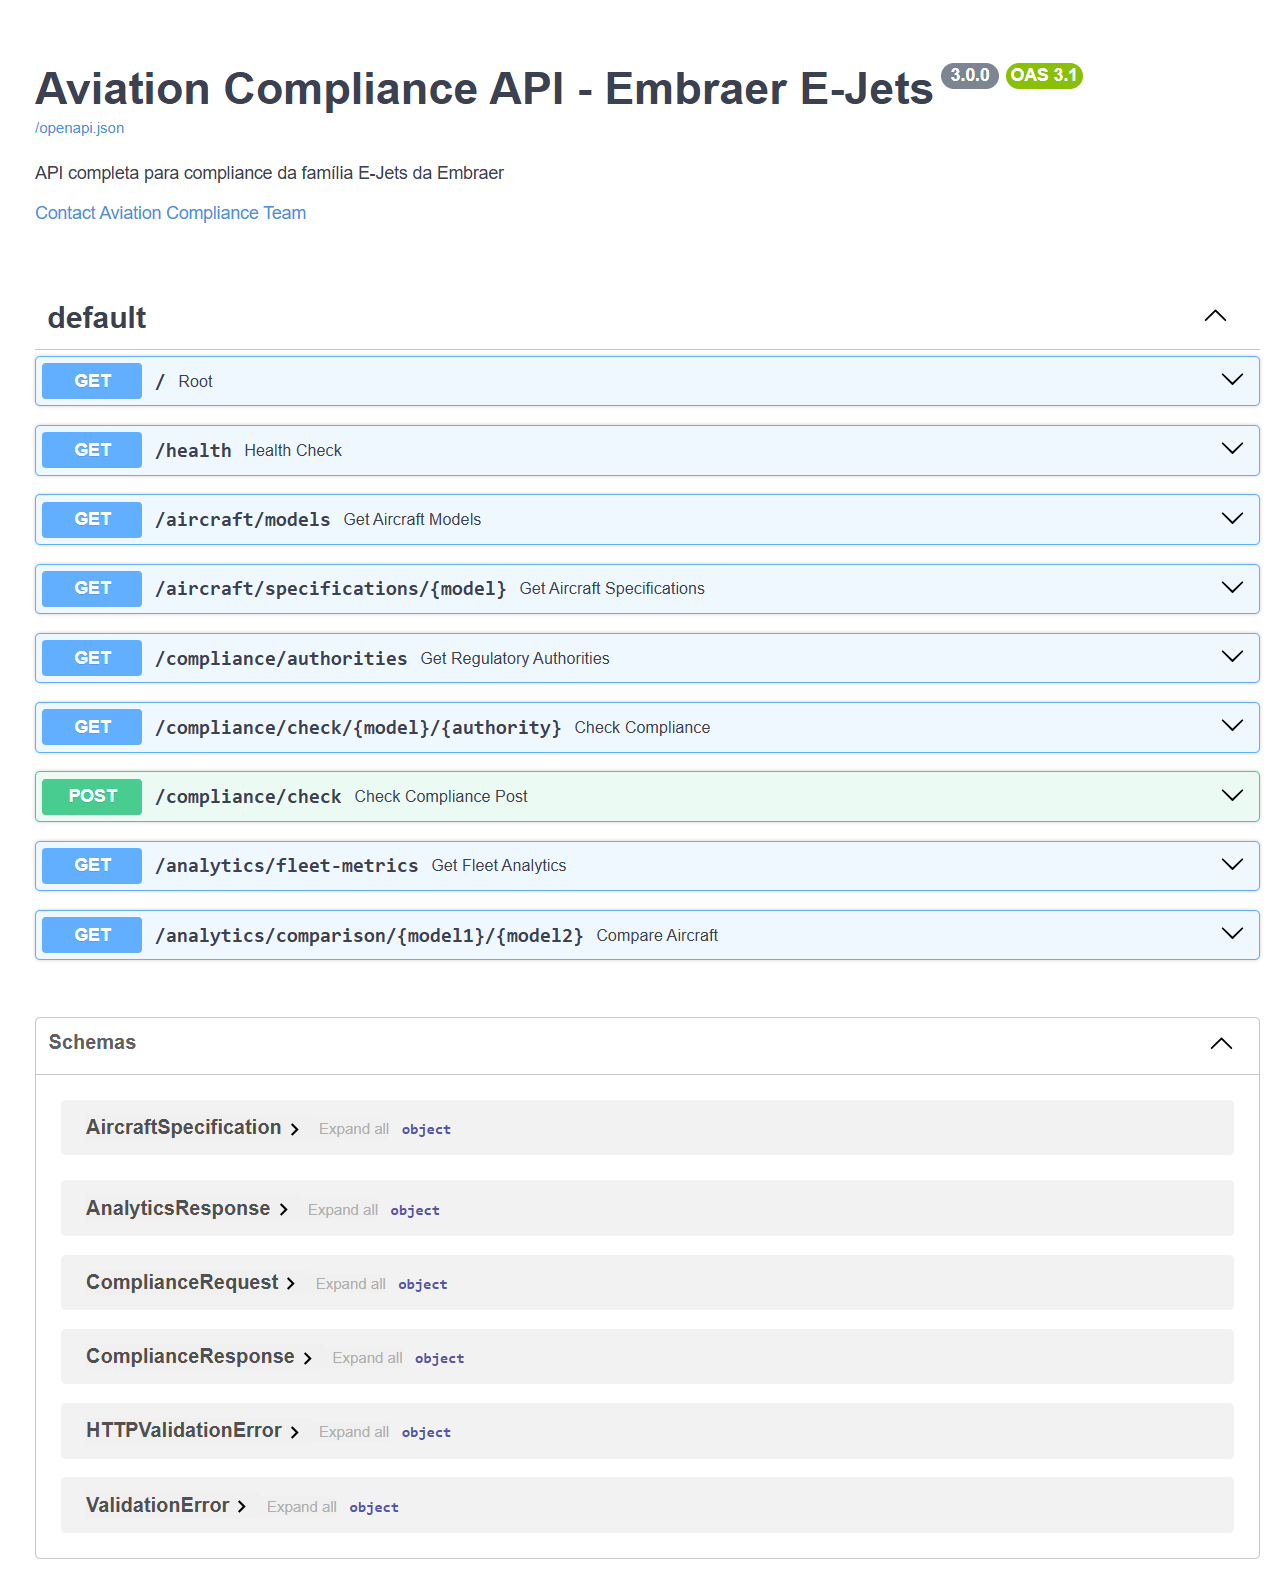 Aviation Compliance API - Embraer E-Jets 3.0.0 OAS 3.1
/openapi.json
API completa para compliance da família E-Jets da Embraer
Contact Aviation Compliance Team
default
GET / Root
GET /health Health Check
GET /aircraft/models Get Aircraft Models
GET /aircraft/specifications/{model} Get Aircraft Specifications
GET /compliance/authorities Get Regulatory Authorities
GET /compliance/check/{model}/{authority} Check Compliance
POST /compliance/check Check Compliance Post
GET /analytics/fleet-metrics Get Fleet Analytics
GET /analytics/comparison/{model1}/{model2} Compare Aircraft
Schemas
AircraftSpecification Expand all object
AnalyticsResponse Expand all object
ComplianceRequest Expand all object
ComplianceResponse Expand all object
HTTPValidationError Expand all object
ValidationError Expand all object